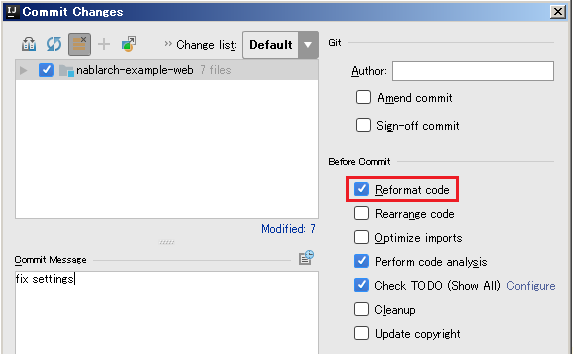 Commit Changes
>> Change list: Default
nablarch-example-web 7 files
Modified: 7
Commit Message
fix settings
Git
Author:
Amend commit
Sign-off commit
Before Commit
Reformat code
Rearrange code
Optimize imports
Perform code analysis
Check TODO (Show All) Configure
Cleanup
Update copyright